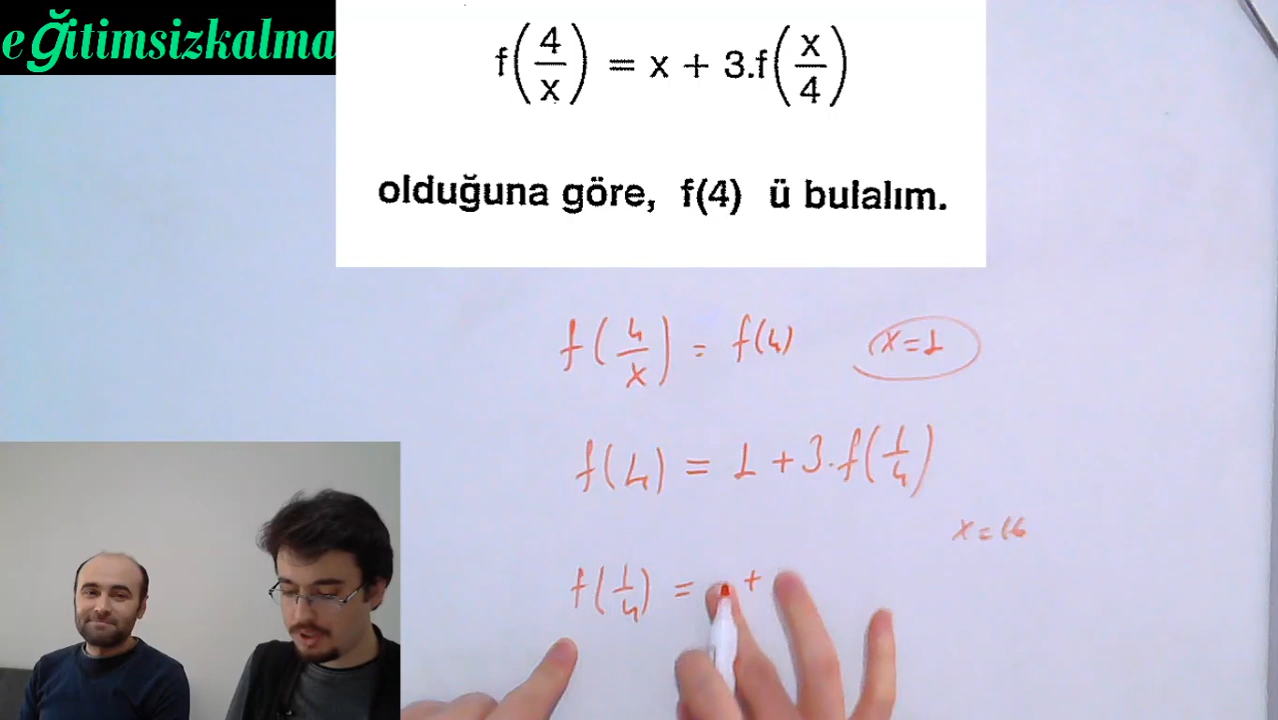 eğitimsizkalma
f(4/x) = x + 3.f(x/4)
olduğuna göre, f(4) ü bulalım.
f(4/x) = f(4) x=1
f(4) = 1 + 3.f(1/4)
x=16
f(1/4) = +